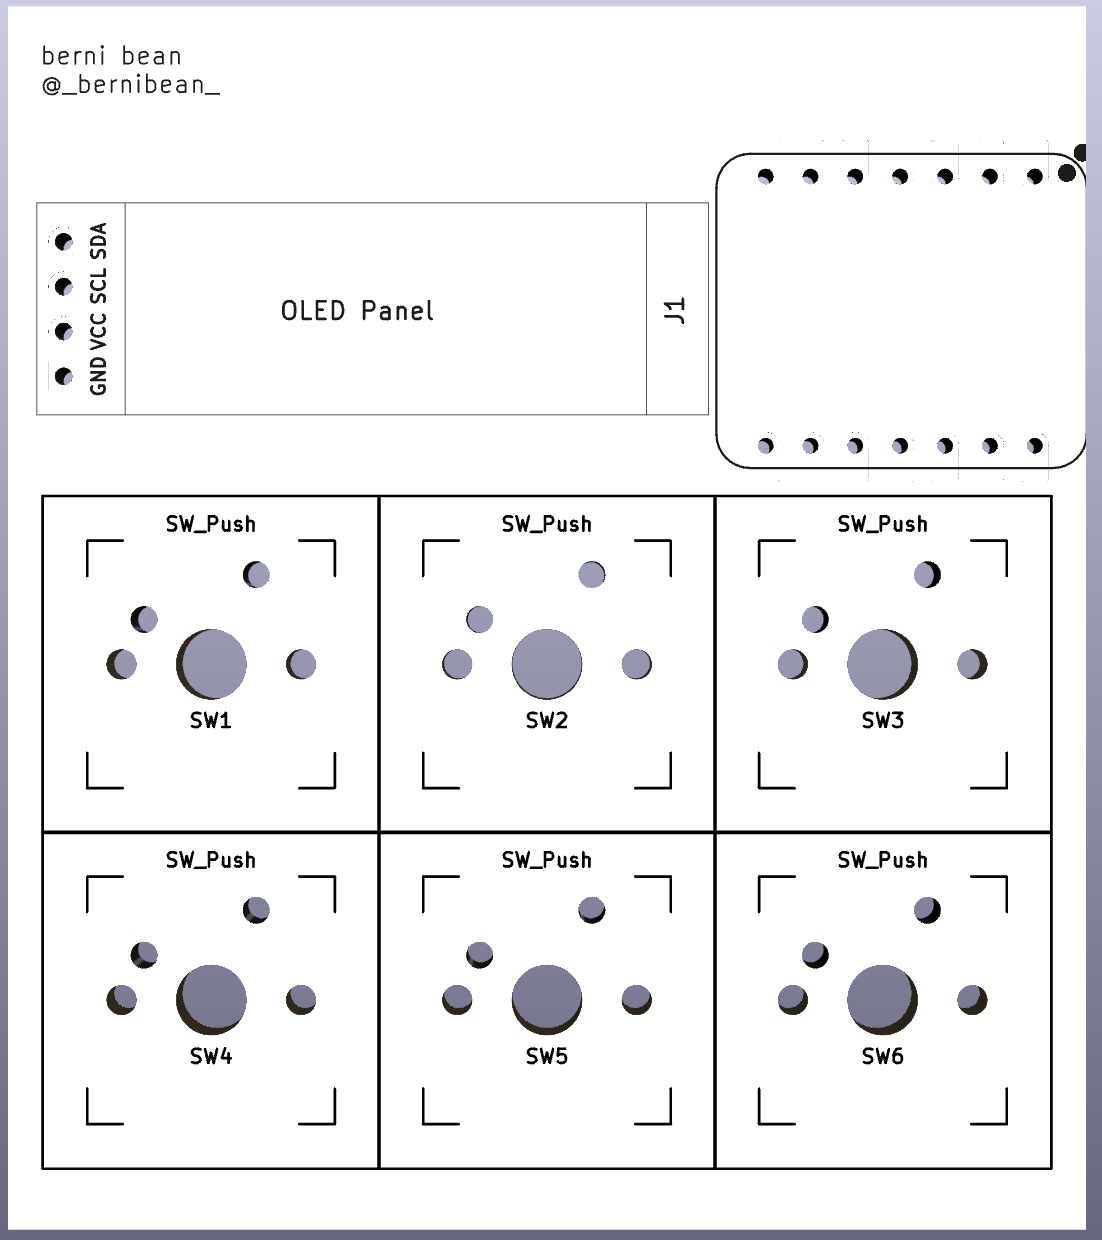 berni bean
@_bernibean_
SDA
SCL
VCC
GND
OLED Panel
J1
SW_Push
SW_Push
SW_Push
SW1
SW2
SW3
SW_Push
SW_Push
SW_Push
SW4
SW5
SW6